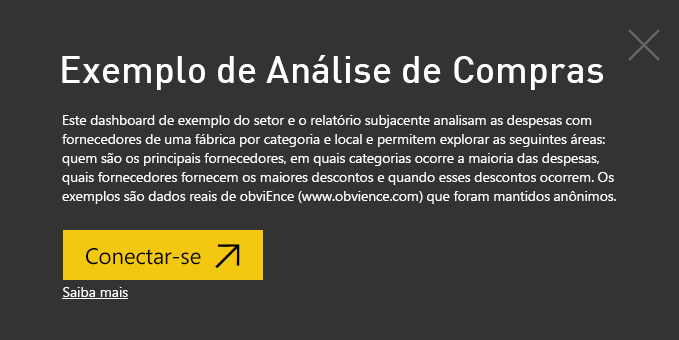 Exemplo de Análise de Compras
Este dashboard de exemplo do setor e o relatório subjacente analisam as despesas com
fornecedores de uma fábrica por categoria e local e permitem explorar as seguintes áreas:
quem são os principais fornecedores, em quais categorias ocorre a maioria das despesas,
quais fornecedores fornecem os maiores descontos e quando esses descontos ocorrem. Os
exemplos são dados reais de obviEnce (www.obvience.com) que foram mantidos anônimos.
Conectar-se
Saiba mais